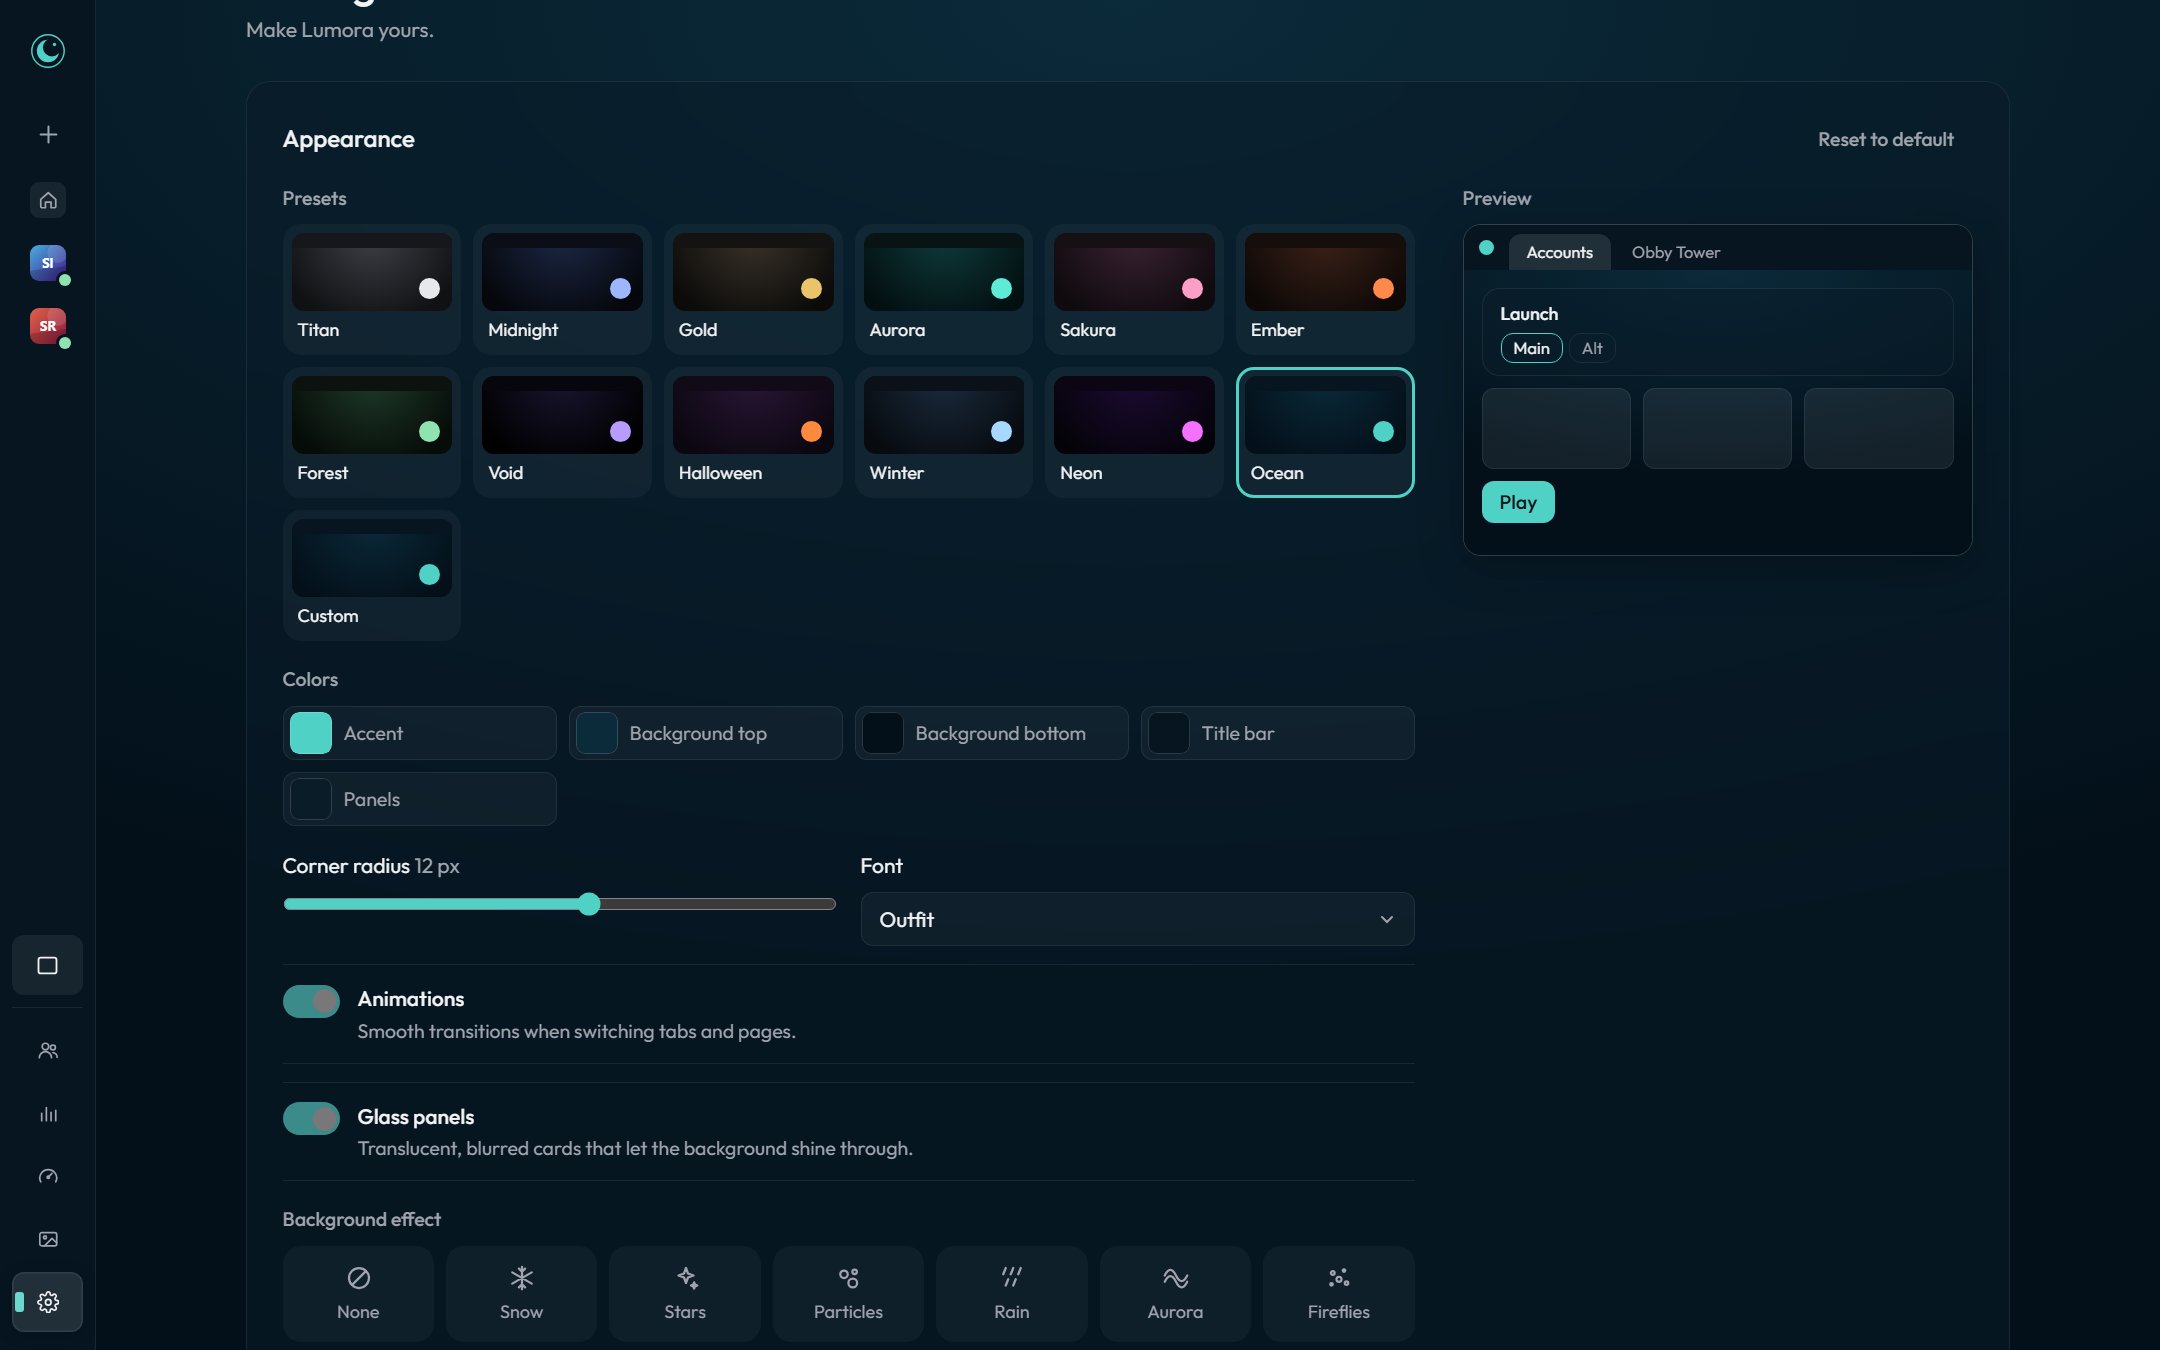 Make Lumora yours.
SI
SR
Appearance
Reset to default
Presets
Titan
Midnight
Gold
Aurora
Sakura
Ember
Forest
Void
Halloween
Winter
Neon
Ocean
Custom
Preview
Accounts
Obby Tower
Launch
Main
Alt
Play
Colors
Accent
Background top
Background bottom
Title bar
Panels
Corner radius 12 px
Font
Outfit
Animations
Smooth transitions when switching tabs and pages.
Glass panels
Translucent, blurred cards that let the background shine through.
Background effect
None
Snow
Stars
Particles
Rain
Aurora
Fireflies